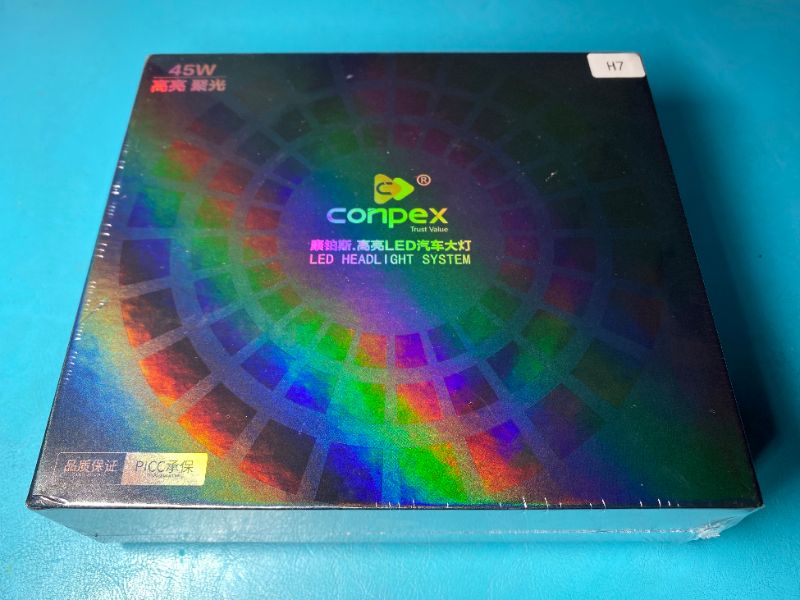 45W
高亮 聚光
H7
®
conpex
Trust Value
康铂斯.高亮LED汽车大灯
LED HEADLIGHT SYSTEM
品质保证 PICC承保